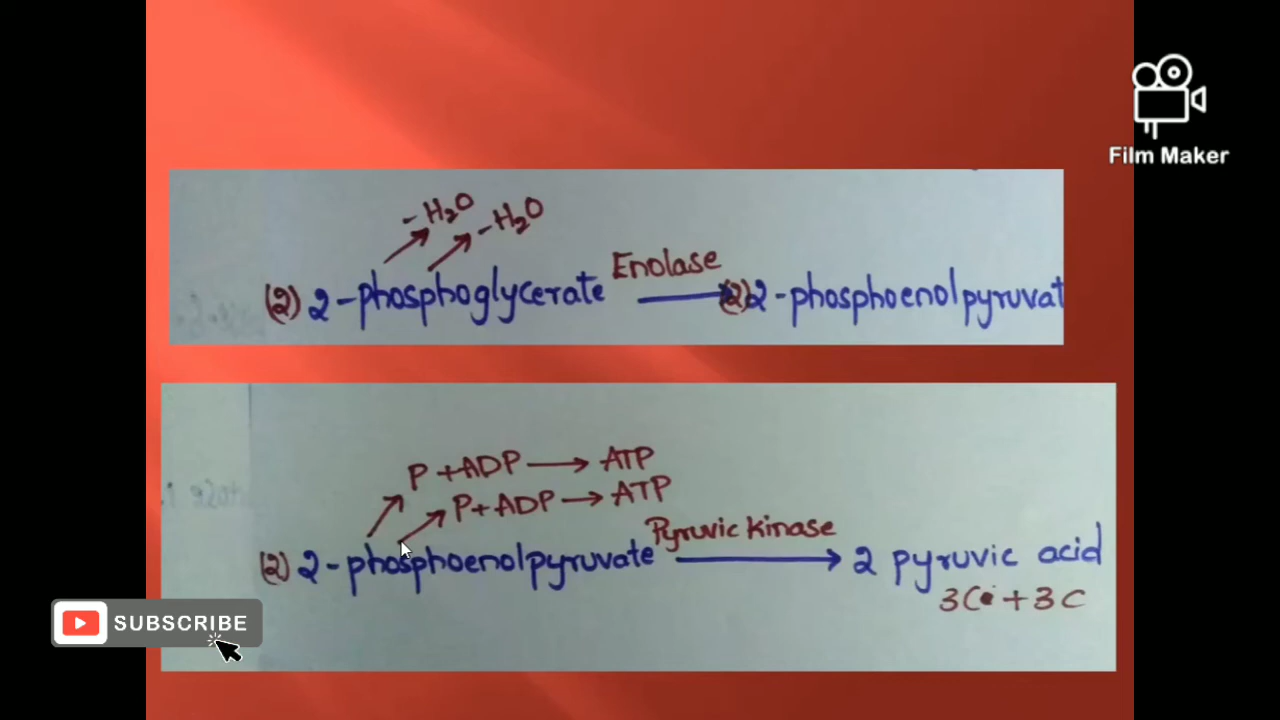 Film Maker
-H₂O
-H₂O
Enolase
(2) 2-phosphoglycerate (2) 2-phosphoenolpyruvat
P + ADP → ATP
P + ADP → ATP
Pyruvic kinase
(2) 2-phosphoenolpyruvate → 2 pyruvic acid
3C + 3C
SUBSCRIBE